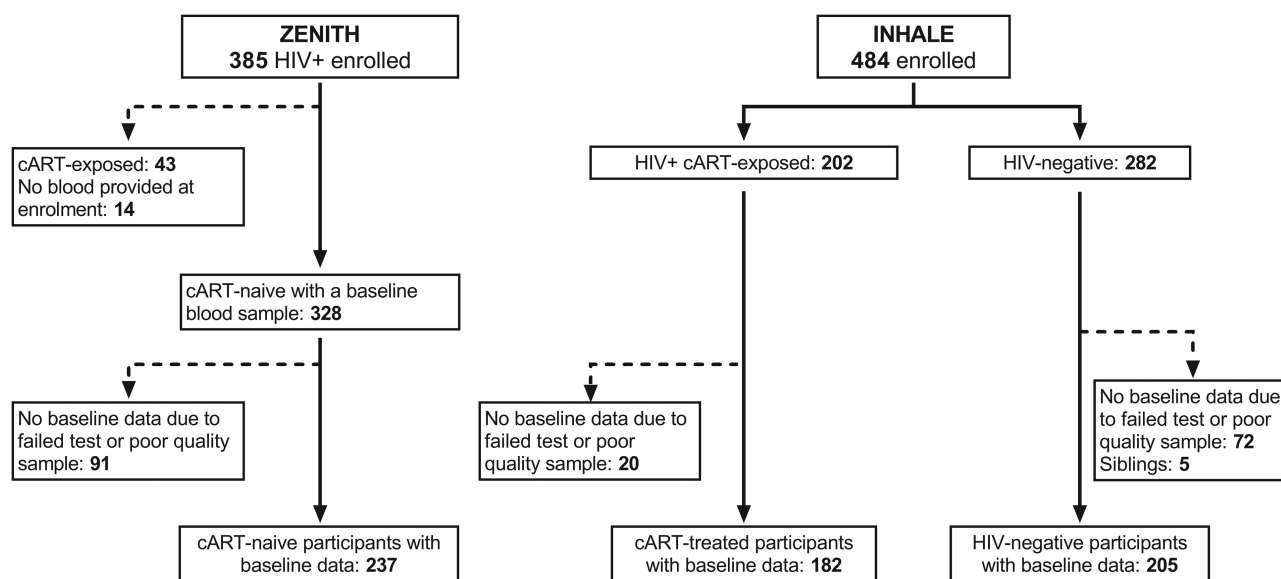 ZENITH
385 HIV+ enrolled
INHALE
484 enrolled
cART-exposed: 43
No blood provided at
enrolment: 14
HIV+ cART-exposed: 202
HIV-negative: 282
cART-naive with a baseline
blood sample: 328
No baseline data due to
failed test or poor quality
sample: 91
No baseline data due to
failed test or poor
quality sample: 20
No baseline data due
to failed test or poor
quality sample: 72
Siblings: 5
cART-naive participants with
baseline data: 237
cART-treated participants
with baseline data: 182
HIV-negative participants
with baseline data: 205